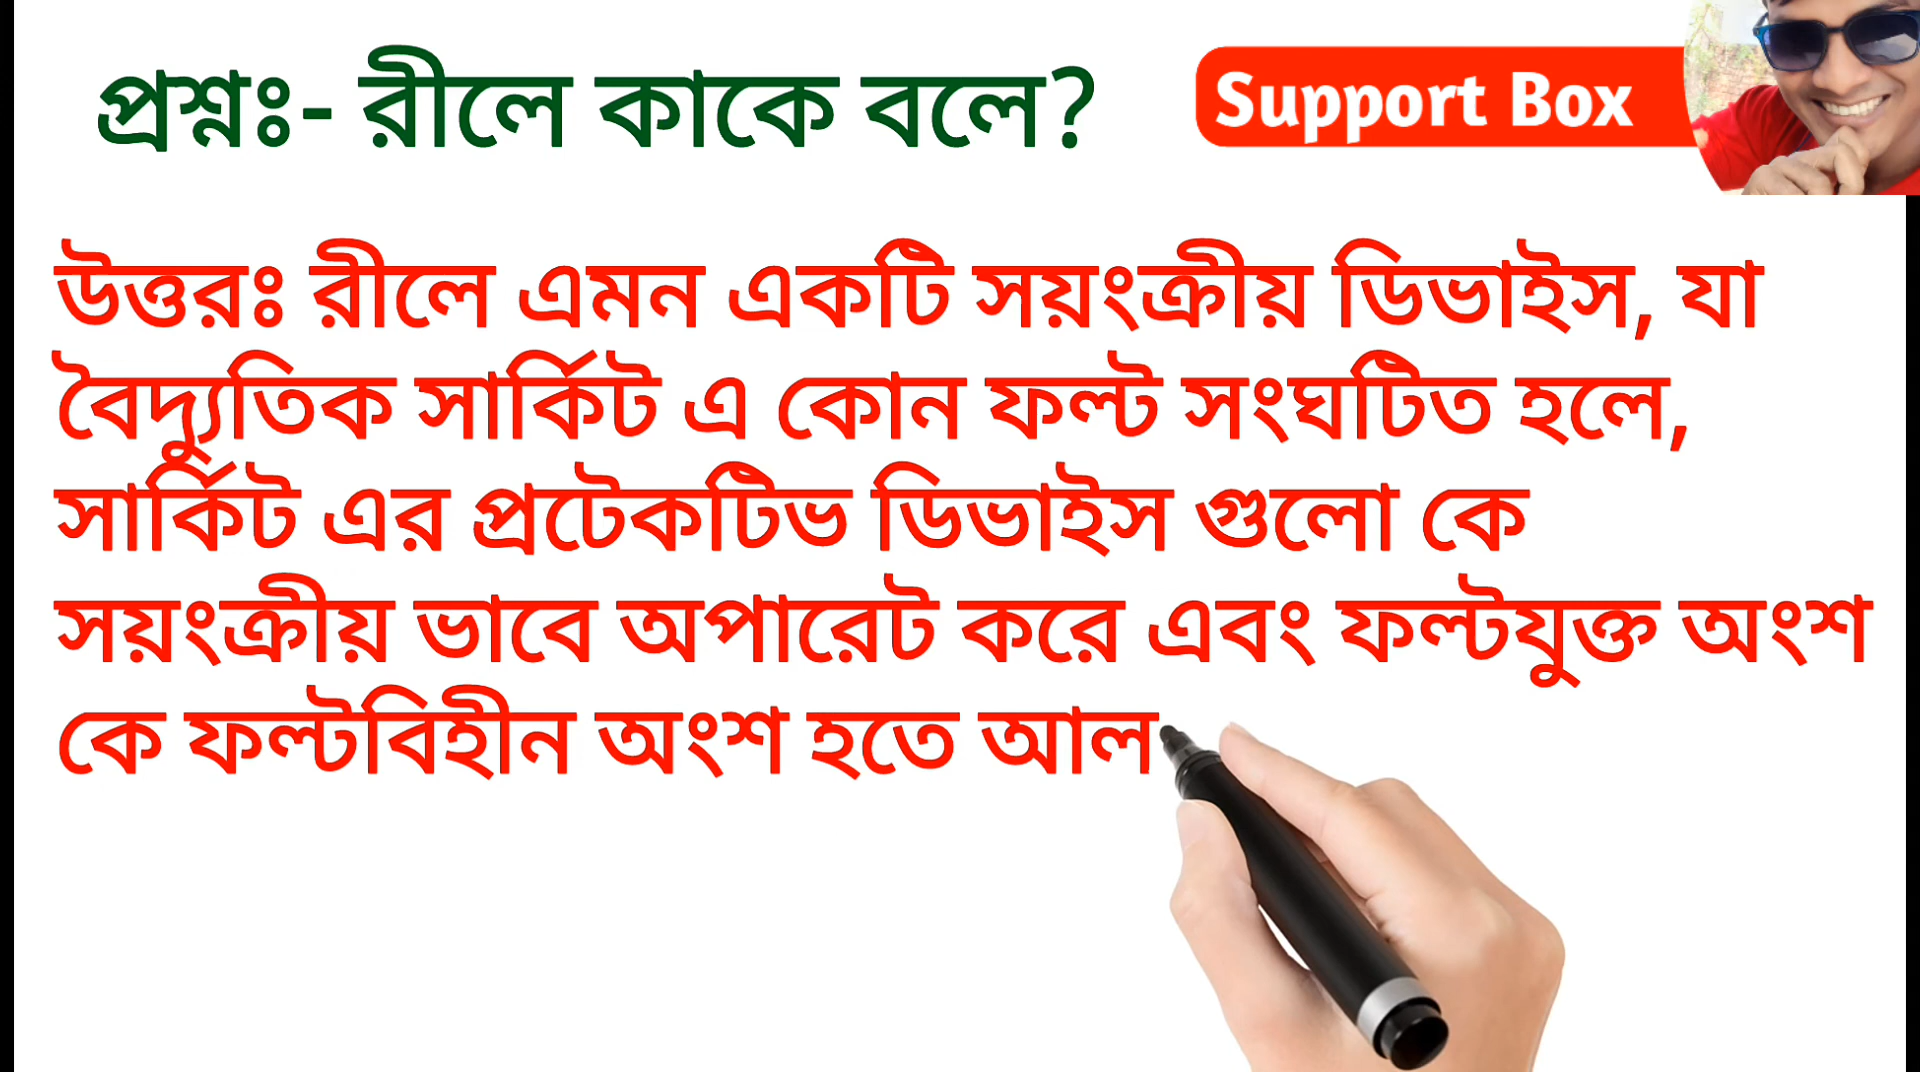 প্রশ্নঃ- রীলে কাকে বলে?
Support Box
উত্তরঃ রীলে এমন একটি সয়ংক্রীয় ডিভাইস, যা
বৈদ্যুতিক সার্কিট এ কোন ফল্ট সংঘটিত হলে,
সার্কিট এর প্রটেকটিভ ডিভাইস গুলো কে
সয়ংক্রীয় ভাবে অপারেট করে এবং ফল্টযুক্ত অংশ
কে ফল্টবিহীন অংশ হতে আল